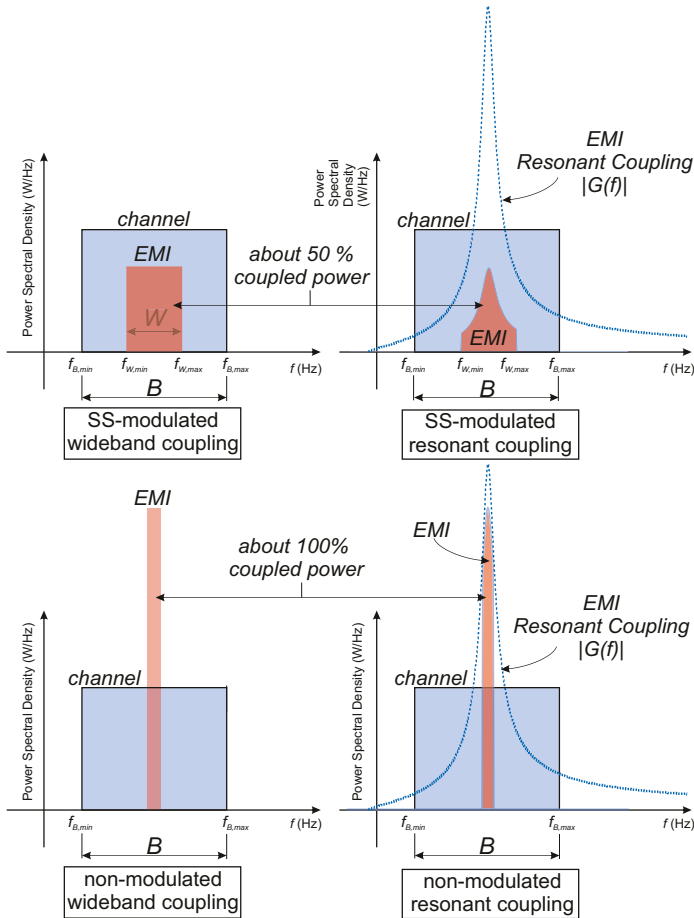 Power Spectral Density (W/Hz)
channel
EMI
W
f_B,min
f_W,min
f_W,max
f_B,max
f (Hz)
B
SS-modulated
wideband coupling
about 50 %
coupled power
Power
Spectral
Density
(W/Hz)
EMI
Resonant Coupling
|G(f)|
channel
EMI
f_B,min
f_W,min
f_W,max
f_B,max
f (Hz)
B
SS-modulated
resonant coupling
Power Spectral Density (W/Hz)
EMI
channel
f_B,min
f_B,max
f (Hz)
B
non-modulated
wideband coupling
about 100%
coupled power
Power Spectral Density (W/Hz)
EMI
EMI
Resonant Coupling
|G(f)|
channel
f_B,min
f_B,max
f (Hz)
B
non-modulated
resonant coupling